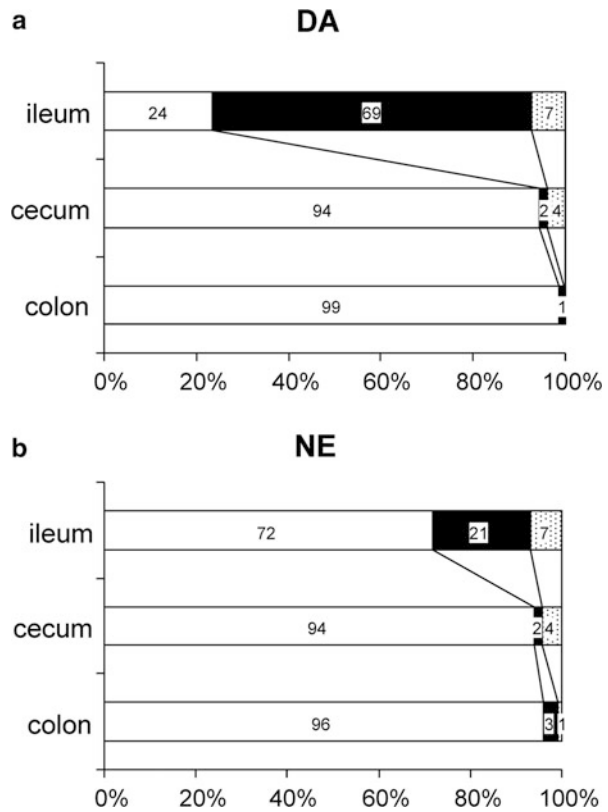 a
DA
ileum 24 69 7
cecum 94 2 4
colon 99 1
0% 20% 40% 60% 80% 100%
b
NE
ileum 72 21 7
cecum 94 2 4
colon 96 3 1
0% 20% 40% 60% 80% 100%